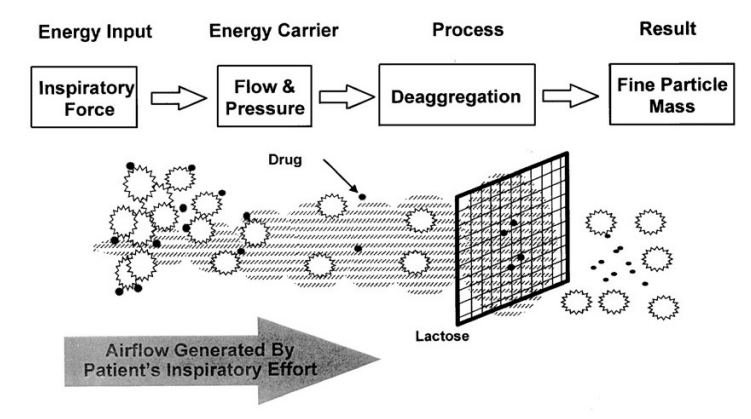 Energy Input
Energy Carrier
Process
Result
Inspiratory
Force
Flow &
Pressure
Deaggregation
Fine Particle
Mass
Drug
Lactose
Airflow Generated By
Patient's Inspiratory Effort